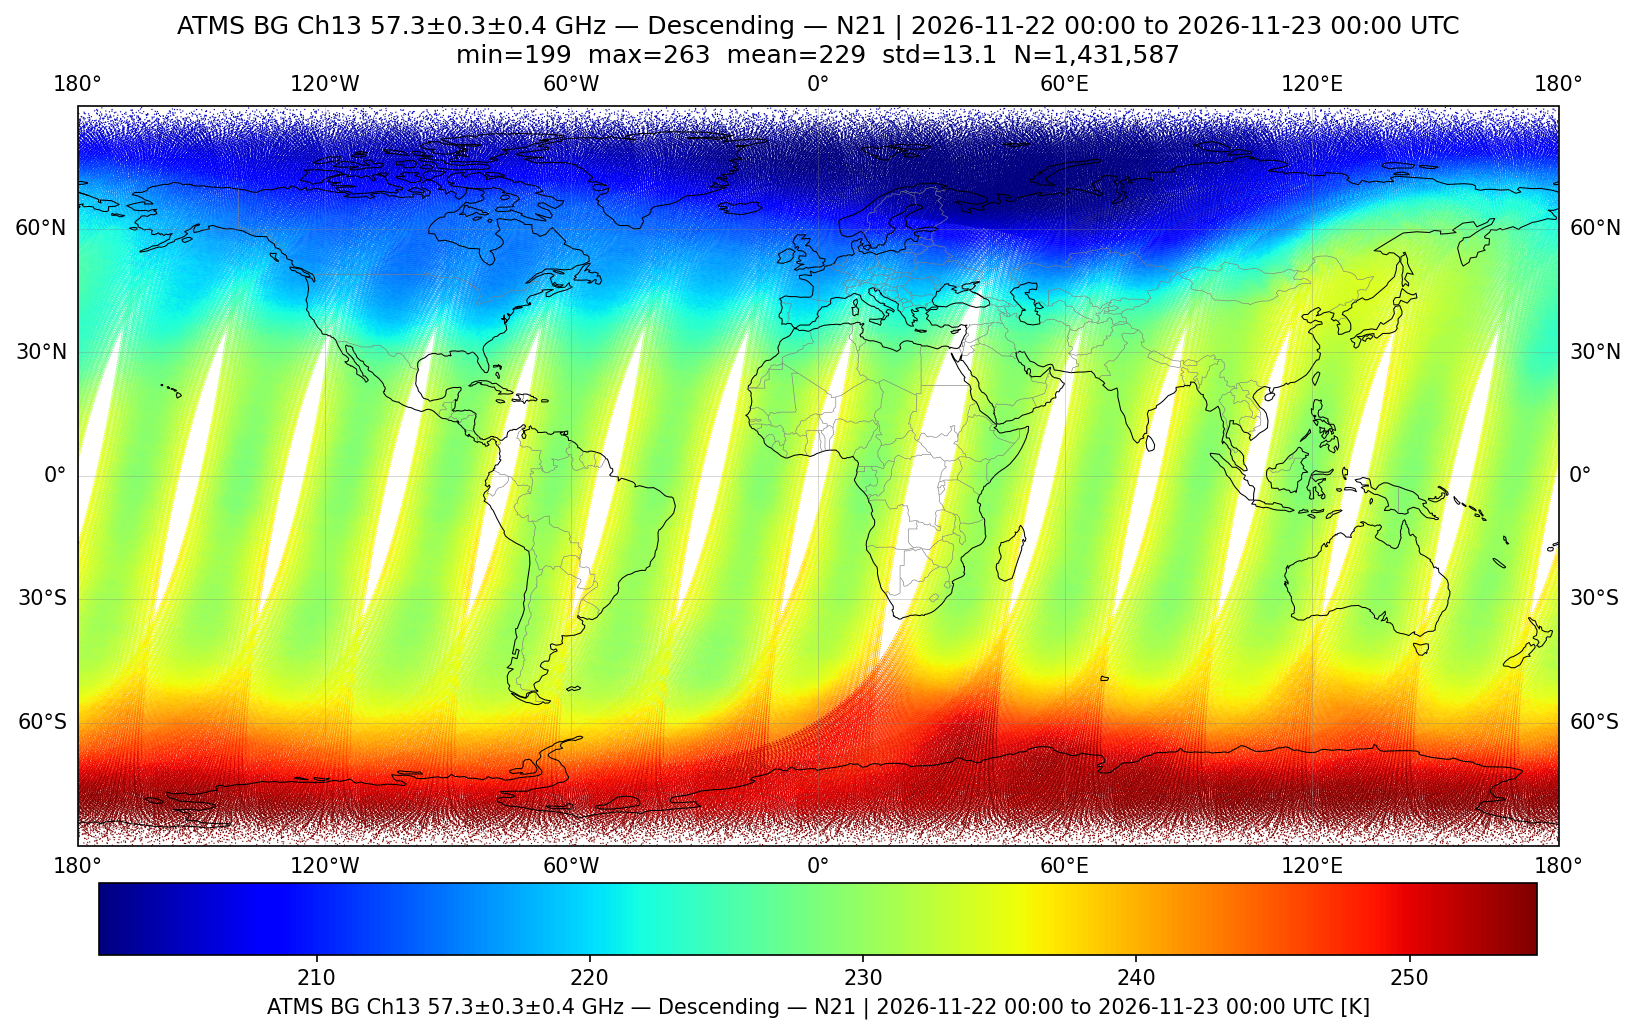 ATMS BG Ch13 57.3±0.3±0.4 GHz — Descending — N21 | 2026-11-22 00:00 to 2026-11-23 00:00 UTC
min=199 max=263 mean=229 std=13.1 N=1,431,587
180° 120°W 60°W 0° 60°E 120°E 180°
60°N 60°N
30°N 30°N
0° 0°
30°S 30°S
60°S 60°S
180° 120°W 60°W 0° 60°E 120°E 180°
210 220 230 240 250
ATMS BG Ch13 57.3±0.3±0.4 GHz — Descending — N21 | 2026-11-22 00:00 to 2026-11-23 00:00 UTC [K]